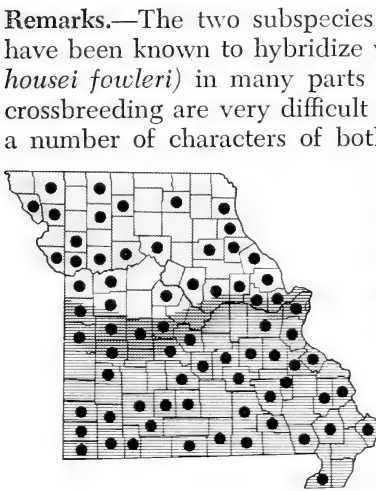 Remarks.—The two subspecies
have been known to hybridize
housei fowleri) in many parts
crossbreeding are very difficult
a number of characters of